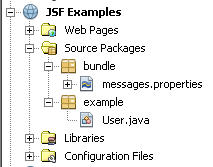 JSF Examples
Web Pages
Source Packages
bundle
messages.properties
example
User.java
Libraries
Configuration Files